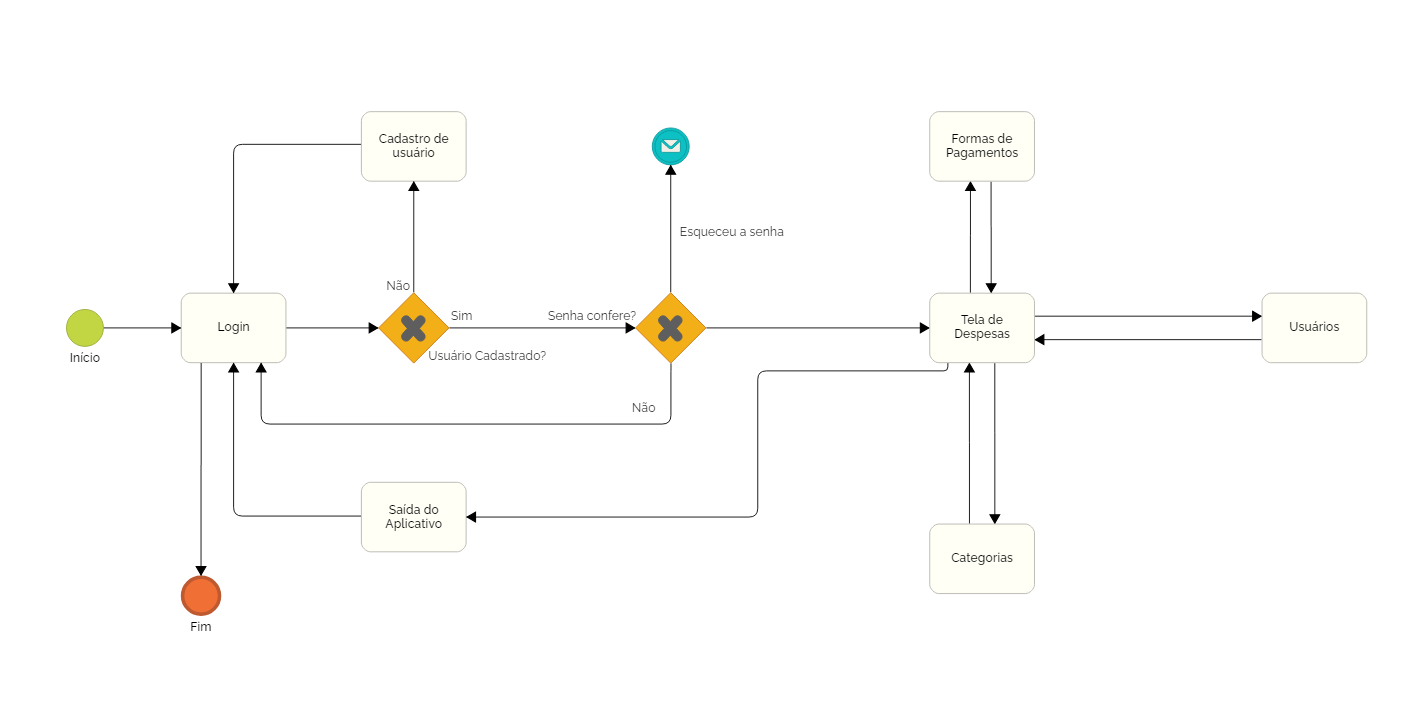 Cadastro de
usuário
Formas de
Pagamentos
Esqueceu a senha
Não
Sim
Senha confere?
Início
Login
Usuário Cadastrado?
Tela de
Despesas
Usuários
Não
Saída do
Aplicativo
Categorias
Fim